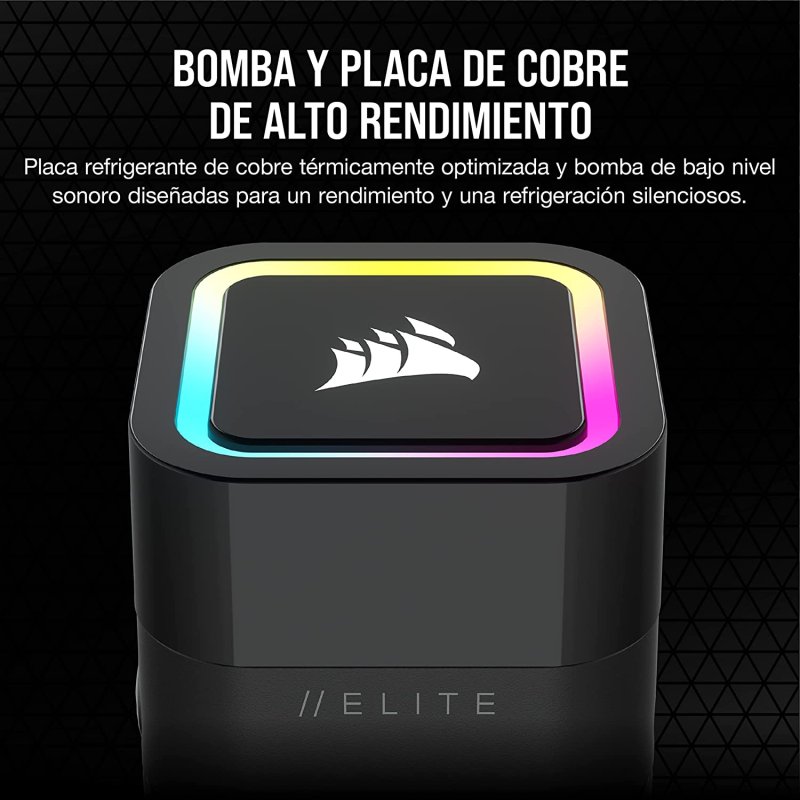 BOMBA Y PLACA DE COBRE
DE ALTO RENDIMIENTO
Placa refrigerante de cobre térmicamente optimizada y bomba de bajo nivel
sonoro diseñadas para un rendimiento y una refrigeración silenciosos.
//ELITE